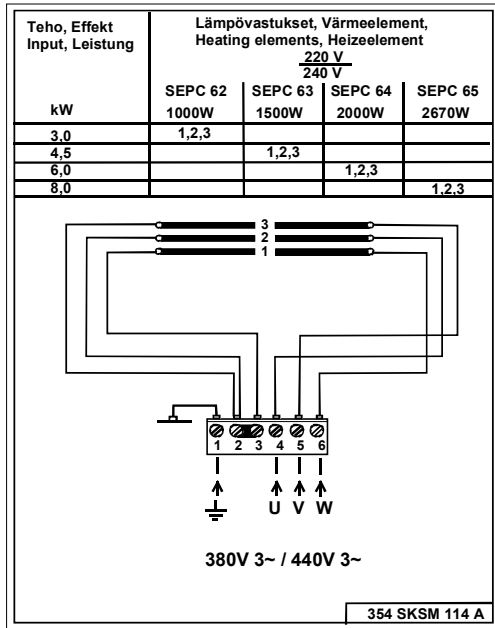 Teho, Effekt
Input, Leistung
kW
Lämpövastukset, Värmeelement,
Heating elements, Heizeelement
220 V
240 V
SEPC 62 SEPC 63 SEPC 64 SEPC 65
1000W 1500W 2000W 2670W
3,0 1,2,3
4,5 1,2,3
6,0 1,2,3
8,0 1,2,3
3
2
1
1 2 3 4 5 6
U V W
380V 3~ / 440V 3~
354 SKSM 114 A